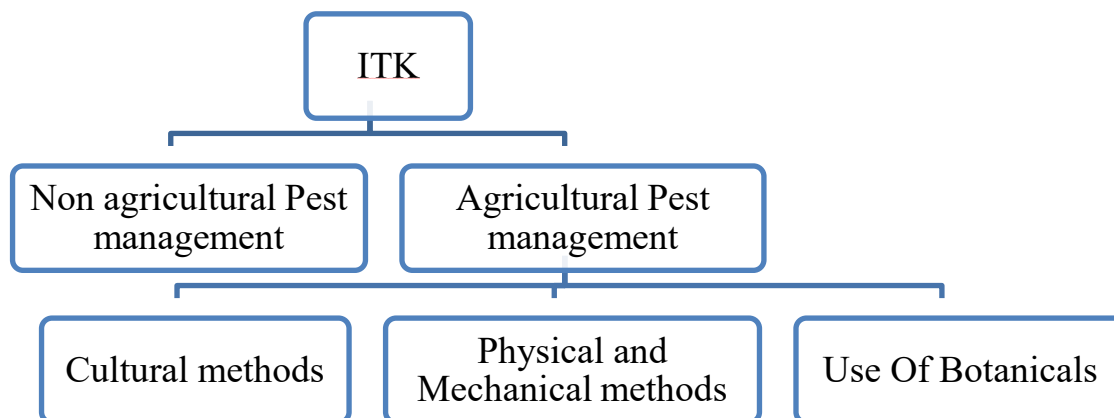 ITK
Non agricultural Pest
management
Agricultural Pest
management
Cultural methods
Physical and
Mechanical methods
Use Of Botanicals